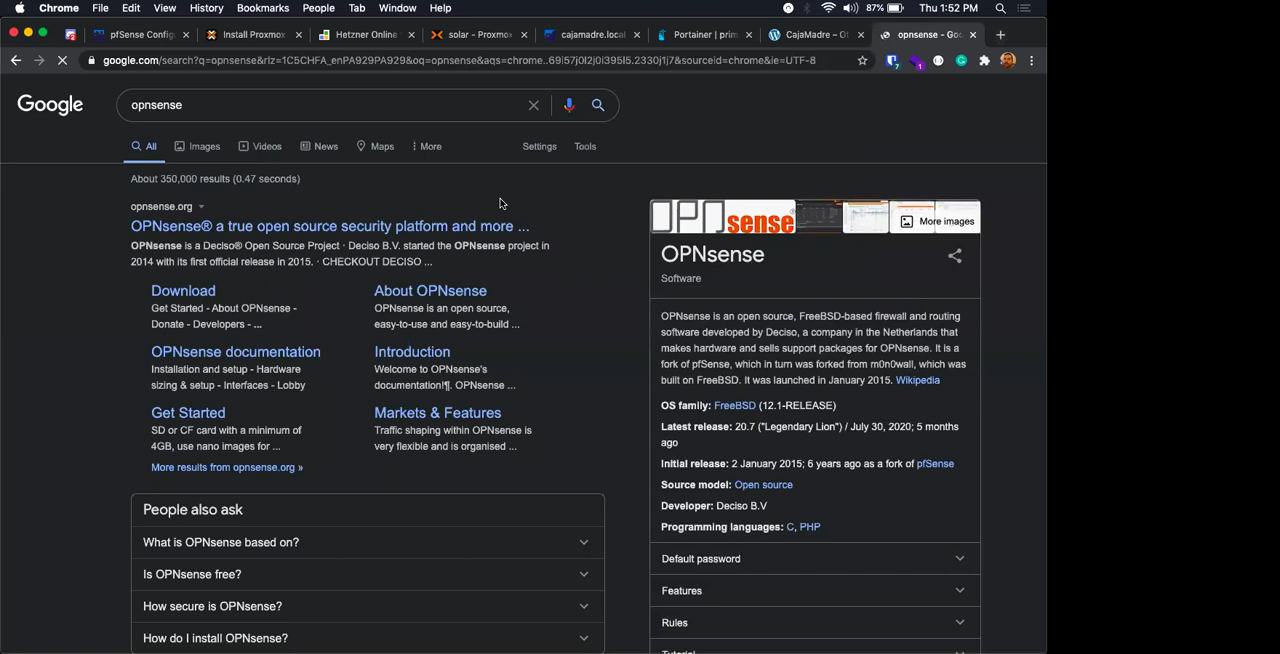 Chrome File Edit View History Bookmarks People Tab Window Help 87% Thu 1:52 PM
pfSense Config Install Proxmox Hetzner Online solar - Proxmo cajamadre.local Portainer | prim CajaMadre – Ot opnsense - Goo
google.com/search?q=opnsense&rlz=1C5CHFA_enPA929PA929&oq=opnsense&aqs=chrome..69i57j0l2j0i395l5.2330j1j7&sourceid=chrome&ie=UTF-8
Google
opnsense
All Images Videos News Maps More Settings Tools
About 350,000 results (0.47 seconds)
opnsense.org
OPNsense® a true open source security platform and more ...
OPNsense is a Deciso® Open Source Project · Deciso B.V. started the OPNsense project in
2014 with its first official release in 2015. · CHECKOUT DECISO ...
Download
Get Started - About OPNsense -
Donate - Developers - ...
About OPNsense
OPNsense is an open source,
easy-to-use and easy-to-build ...
OPNsense documentation
Installation and setup - Hardware
sizing & setup - Interfaces - Lobby
Introduction
Welcome to OPNsense's
documentation!¶. OPNsense ...
Get Started
SD or CF card with a minimum of
4GB, use nano images for ...
Markets & Features
Traffic shaping within OPNsense is
very flexible and is organised ...
More results from opnsense.org »
People also ask
What is OPNsense based on?
Is OPNsense free?
How secure is OPNsense?
How do I install OPNsense?
OPNsense
More images
OPNsense
Software
OPNsense is an open source, FreeBSD-based firewall and routing
software developed by Deciso, a company in the Netherlands that
makes hardware and sells support packages for OPNsense. It is a
fork of pfSense, which in turn was forked from m0n0wall, which was
built on FreeBSD. It was launched in January 2015. Wikipedia
OS family: FreeBSD (12.1-RELEASE)
Latest release: 20.7 ("Legendary Lion") / July 30, 2020; 5 months
ago
Initial release: 2 January 2015; 6 years ago as a fork of pfSense
Source model: Open source
Developer: Deciso B.V
Programming languages: C, PHP
Default password
Features
Rules